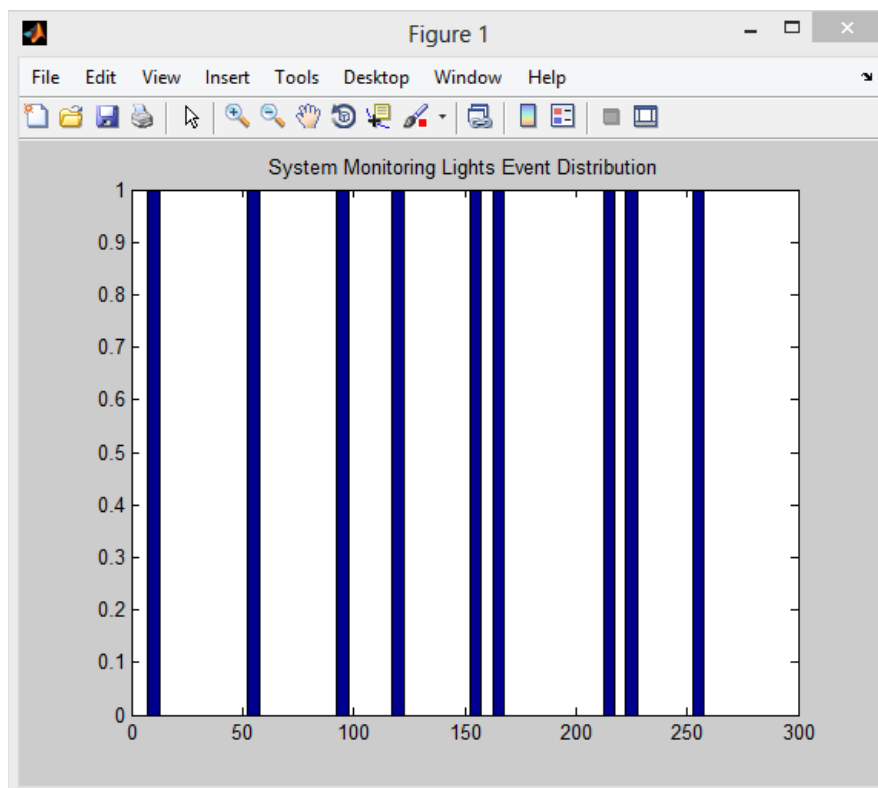 Figure 1
File Edit View Insert Tools Desktop Window Help
System Monitoring Lights Event Distribution
1
0.9
0.8
0.7
0.6
0.5
0.4
0.3
0.2
0.1
0
0 50 100 150 200 250 300